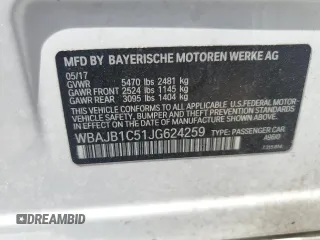 MFD BY BAYERISCHE MOTOREN WERKE AG
05/17
GVWR 5470 lbs 2481 kg
GAWR FRONT 2524 lbs 1145 kg
GAWR REAR 3095 lbs 1404 kg
THIS VEHICLE CONFORMS TO ALL APPLICABLE U.S. FEDERAL MOTOR
VEHICLE SAFETY, BUMPER, AND THEFT PREVENTION STANDARDS
IN EFFECT ON THE DATE OF MANUFACTURE SHOWN ABOVE.
WBAJB1C51JG624259 TYPE: PASSENGER CAR